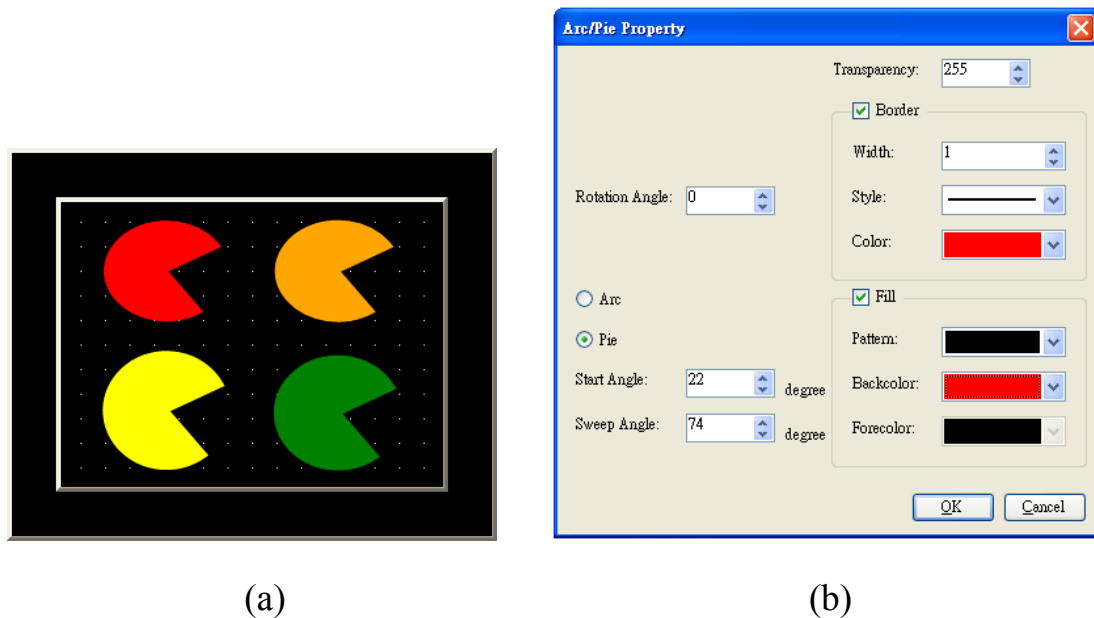 Arc/Pie Property
Transparency: 255
Border
Width: 1
Rotation Angle: 0
Style:
Color:
Arc
Fill
Pie
Pattern:
Start Angle: 22 degree
Backcolor:
Sweep Angle: 74 degree
Forecolor:
OK Cancel
(a) (b)